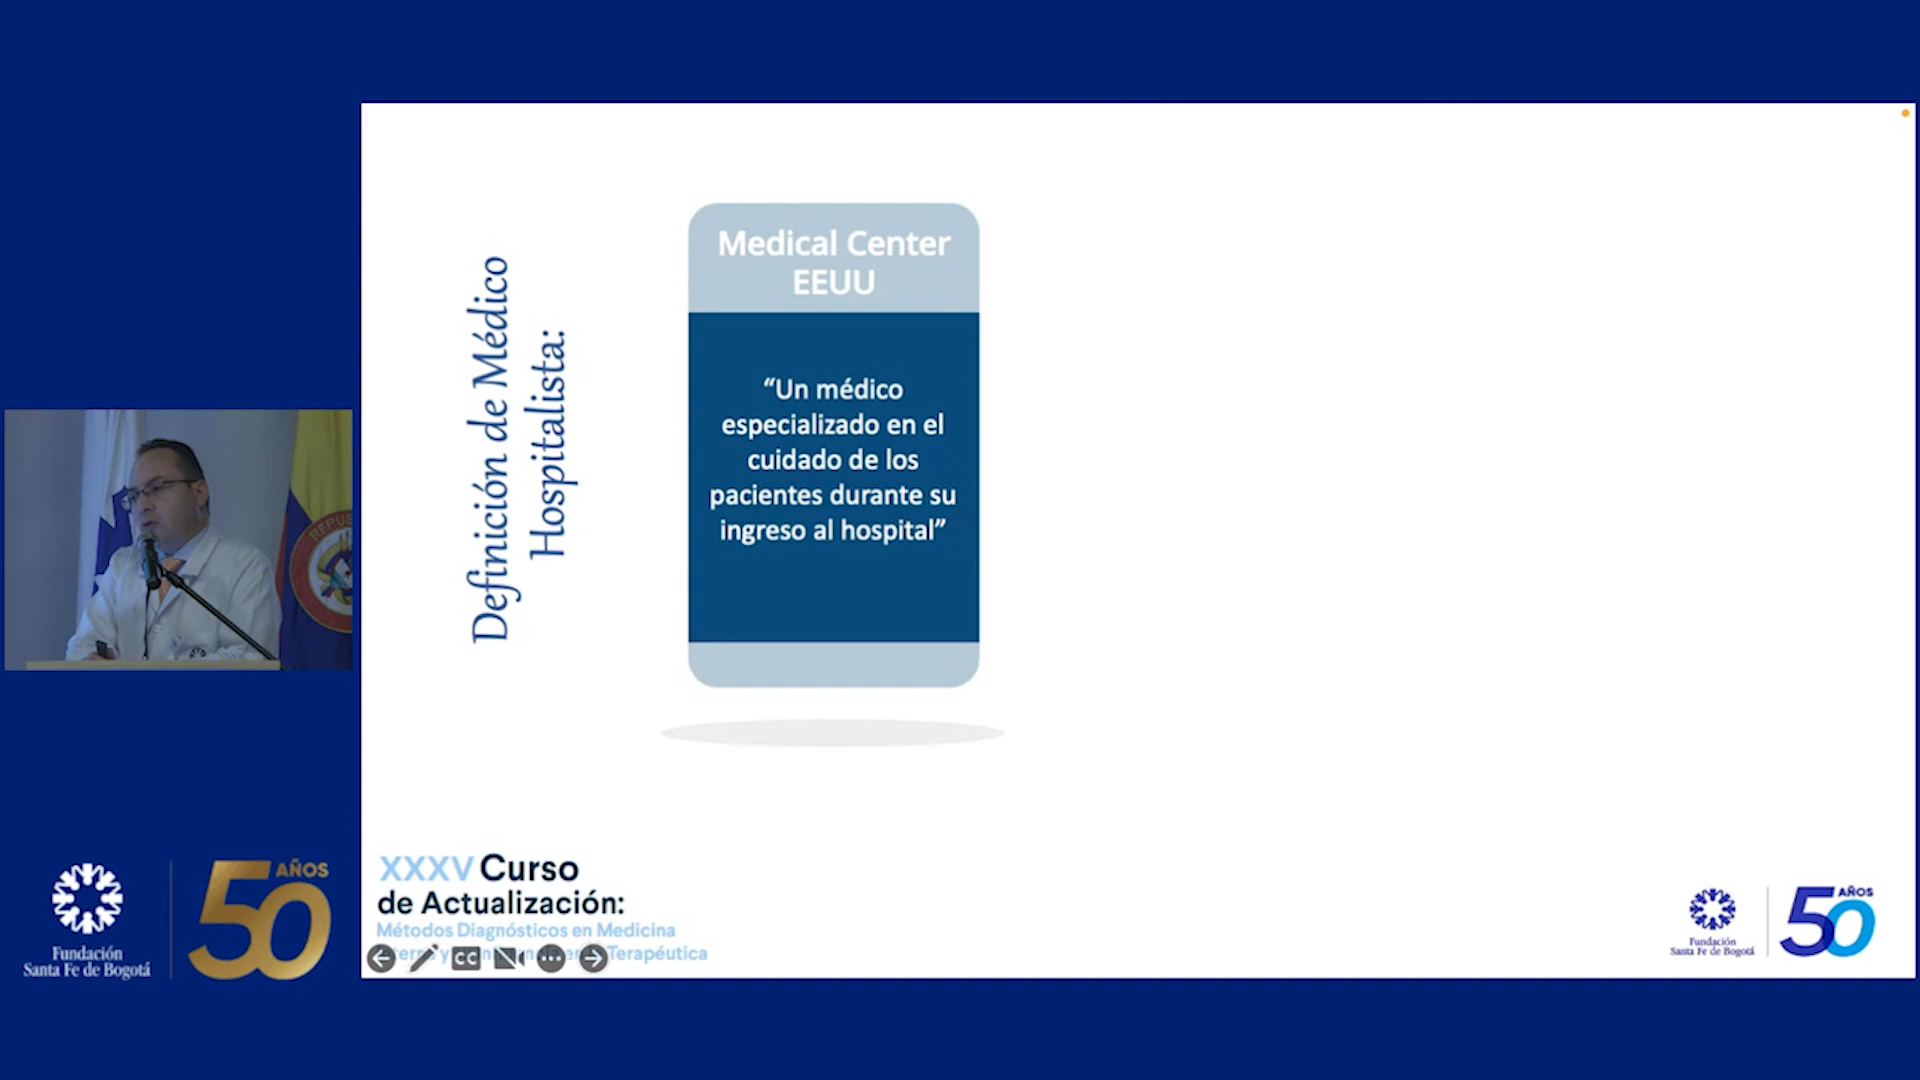 Definición de Médico
Hospitalista:
Medical Center
EEUU
“Un médico
especializado en el
cuidado de los
pacientes durante su
ingreso al hospital”
XXXV Curso
de Actualización:
Métodos Diagnósticos en Medicina
Terapéutica
CC
Fundación
Santa Fe de Bogotá
50 AÑOS
Fundación
Santa Fe de Bogotá
50 AÑOS